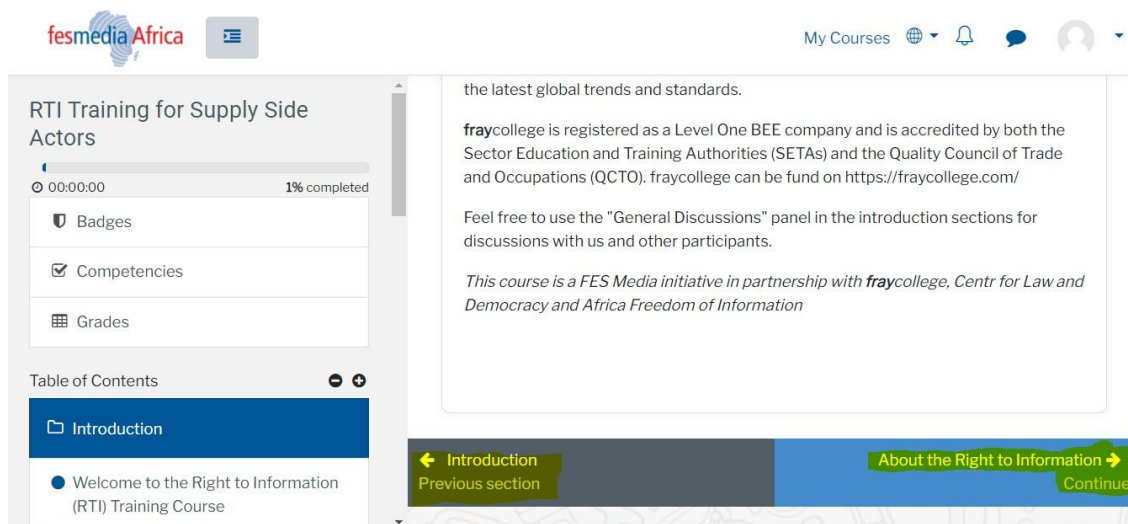 fesmedia Africa
My Courses
RTI Training for Supply Side
Actors
00:00:00 1% completed
Badges
Competencies
Grades
Table of Contents
Introduction
Welcome to the Right to Information
(RTI) Training Course
the latest global trends and standards.
fraycollege is registered as a Level One BEE company and is accredited by both the
Sector Education and Training Authorities (SETAs) and the Quality Council of Trade
and Occupations (QCTO). fraycollege can be fund on https://fraycollege.com/
Feel free to use the "General Discussions" panel in the introduction sections for
discussions with us and other participants.
This course is a FES Media initiative in partnership with fraycollege, Centr for Law and
Democracy and Africa Freedom of Information
Introduction
Previous section
About the Right to Information
Continue